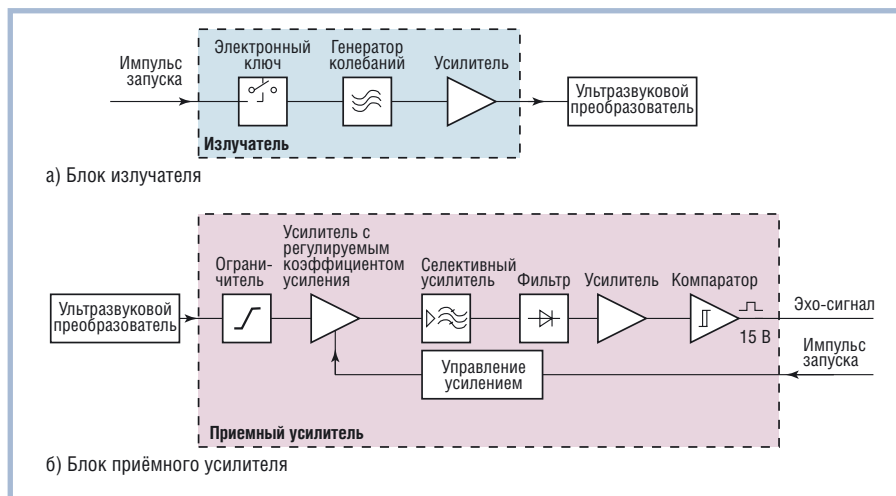 Импульс
запуска
Электронный
ключ
Генератор
колебаний
Усилитель
Ультразвуковой
преобразователь
Излучатель
а) Блок излучателя
Ультразвуковой
преобразователь
Ограни-
читель
Усилитель с
регулируемым
коэффициентом
усиления
Селективный
усилитель
Фильтр
Усилитель
Компаратор
15 В
Эхо-сигнал
Импульс
запуска
Управление
усилением
Приемный усилитель
б) Блок приёмного усилителя